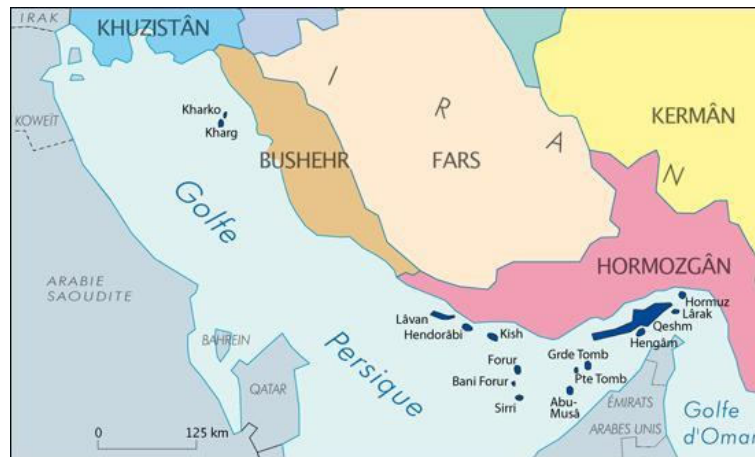 IRAK
KHUZISTÂN
I
R
A
N
KOWEÏT
Kharko
Kharg
BUSHEHR
FARS
KERMÂN
Golfe
Persique
ARABIE
SAOUDITE
HORMOZGÂN
Lâvan
Hendorâbi
Kish
Hormuz
Lârak
Qeshm
Hengâm
BAHREIN
Forur
Bani Forur
Sirri
Grde Tomb
Pte Tomb
Abu-
Musâ
QATAR
ÉMIRATS
ARABES UNIS
Golfe
d'Oman
0 125 km